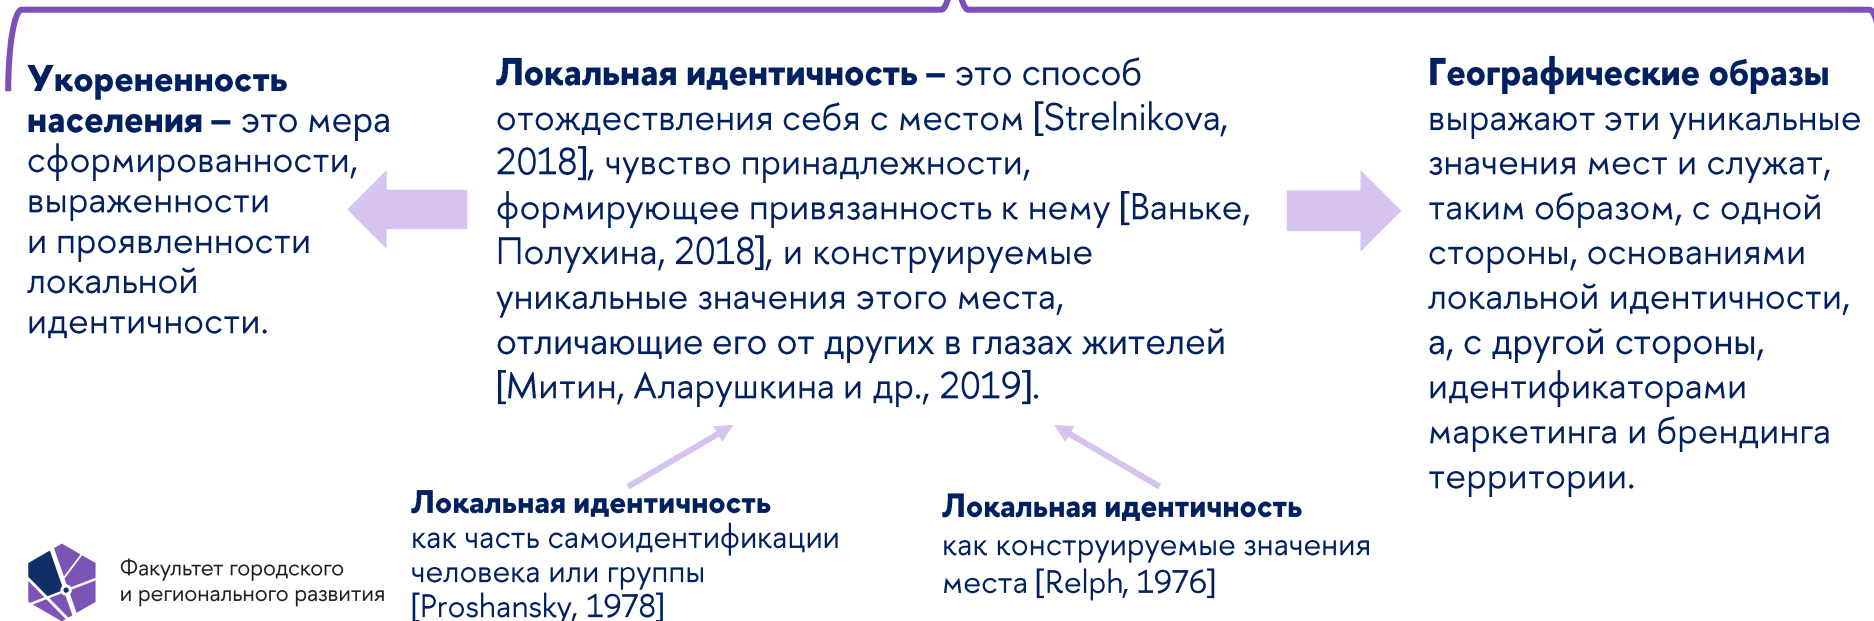 Укорененность
населения – это мера
сформированности,
выраженности
и проявленности
локальной
идентичности.
Локальная идентичность – это способ
отождествления себя с местом [Strelnikova,
2018], чувство принадлежности,
формирующее привязанность к нему [Ваньке,
Полухина, 2018], и конструируемые
уникальные значения этого места,
отличающие его от других в глазах жителей
[Митин, Аларушкина и др., 2019].
Географические образы
выражают эти уникальные
значения мест и служат,
таким образом, с одной
стороны, основаниями
локальной идентичности,
а, с другой стороны,
идентификаторами
маркетинга и брендинга
территории.
Локальная идентичность
как часть самоидентификации
человека или группы
[Proshansky, 1978]
Локальная идентичность
как конструируемые значения
места [Relph, 1976]
Факультет городского
и регионального развития